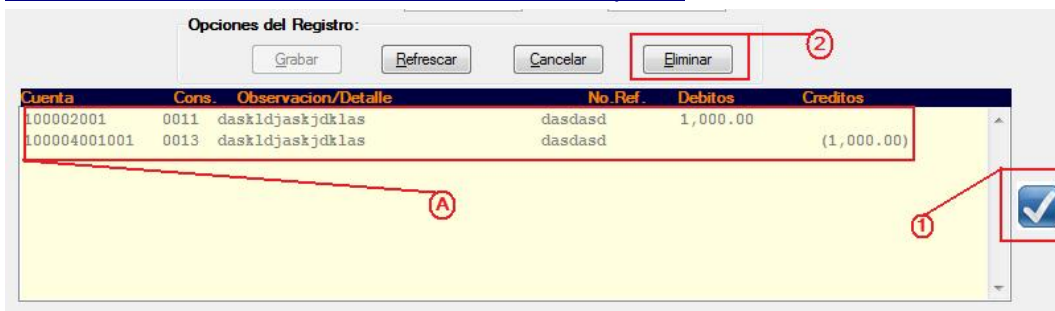 Opciones del Registro:
Grabar Refrescar Cancelar Eliminar
2
Cuenta Cons. Observacion/Detalle No.Ref. Debitos Creditos
100002001 0011 daskldjaskjdklas dasdasd 1,000.00
100004001001 0013 daskldjaskjdklas dasdasd (1,000.00)
A
1